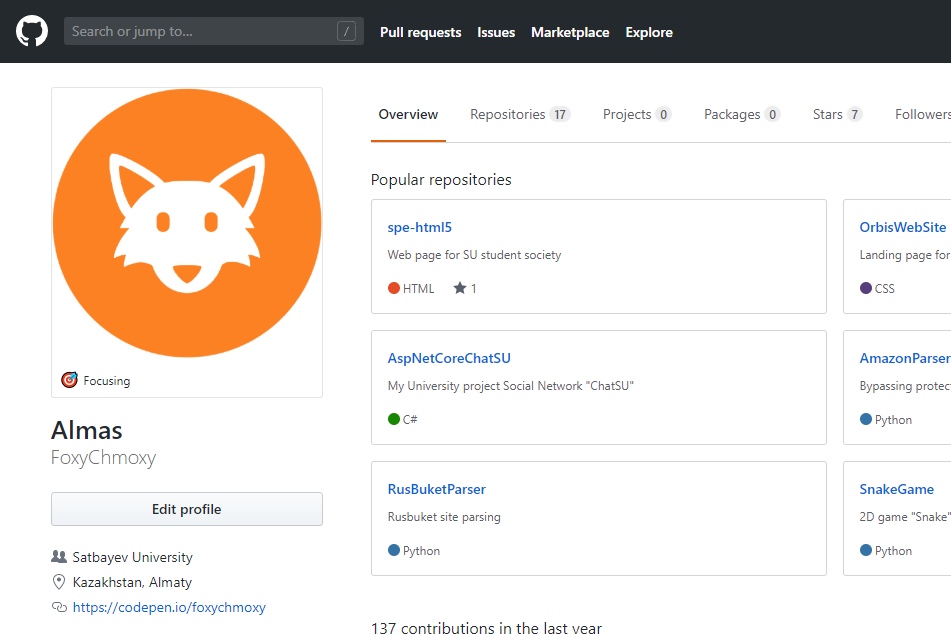 Search or jump to... /
Pull requests Issues Marketplace Explore
Overview Repositories 17 Projects 0 Packages 0 Stars 7 Followers
Focusing
Almas
FoxyChmoxy
Edit profile
Satbayev University
Kazakhstan, Almaty
https://codepen.io/foxychmoxy
Popular repositories
spe-html5
Web page for SU student society
HTML 1
OrbisWebSite
Landing page for
CSS
AspNetCoreChatSU
My University project Social Network "ChatSU"
C#
AmazonParser
Bypassing protec
Python
RusBuketParser
Rusbuket site parsing
Python
SnakeGame
2D game "Snake"
Python
137 contributions in the last year